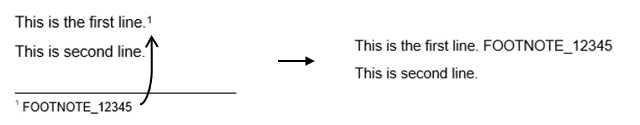 This is the first line.¹
This is second line.
¹ FOOTNOTE_12345
This is the first line. FOOTNOTE_12345
This is second line.